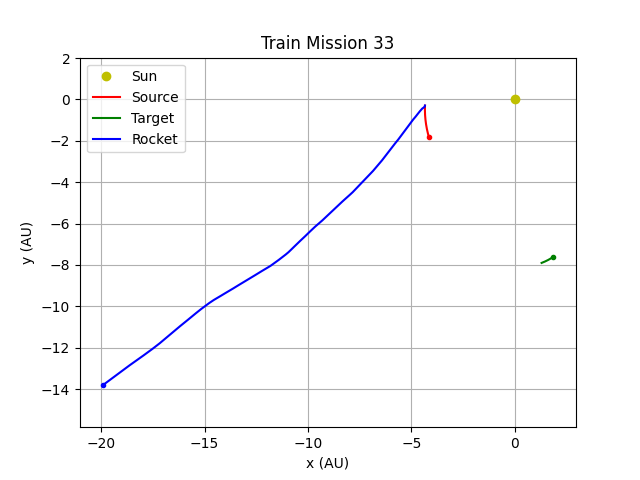 Train Mission 33
Sun
Source
Target
Rocket
2
0
−2
−4
−6
−8
−10
−12
−14
y (AU)
−20
−15
−10
−5
0
x (AU)